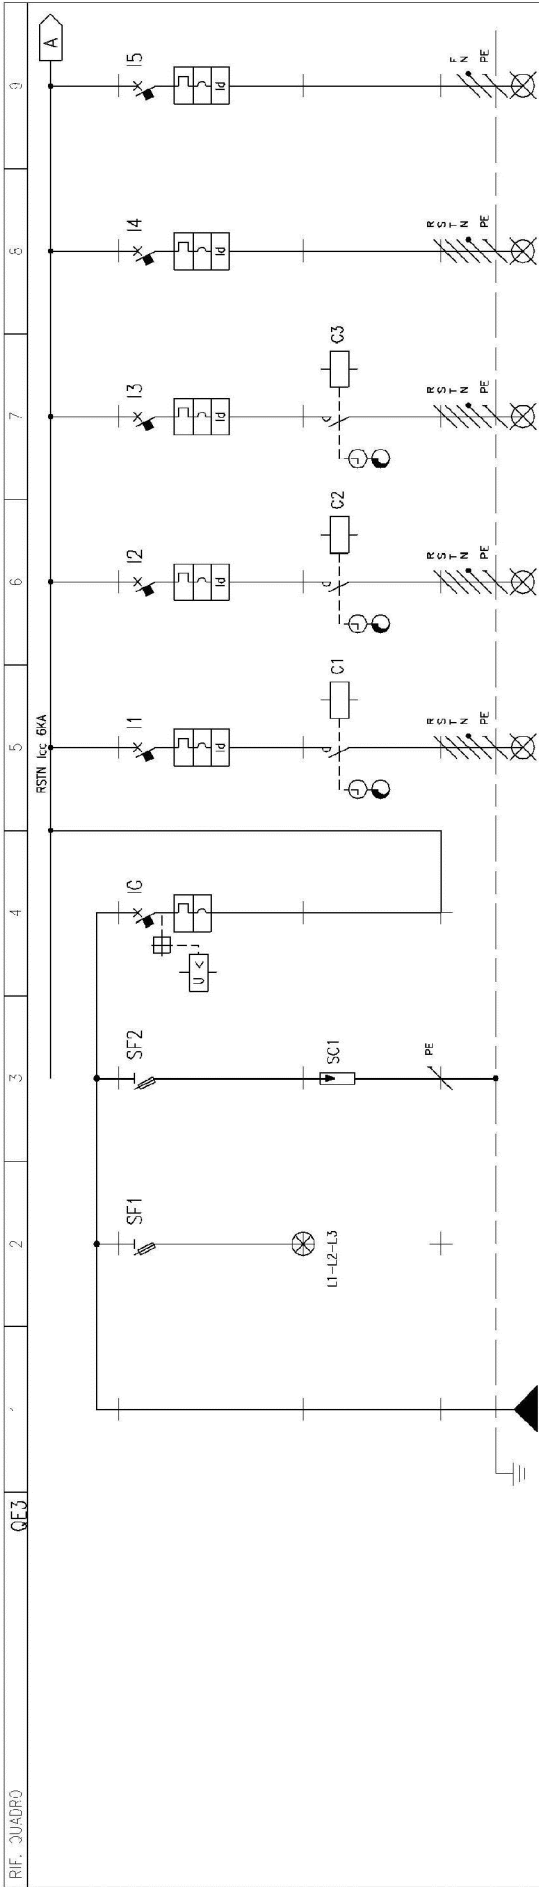 RIF. QUADRO
QE3
1 2 3 4 5 6 7 8 9
RSTN Icc 6KA
A
SF1
SF2
IG
I1
I2
I3
I4
I5
U <
Id
Id
Id
Id
Id
L1-L2-L3
SC1
C1
C2
C3
PE
R S T N PE
R S T N PE
R S T N PE
R S T N PE
F N PE